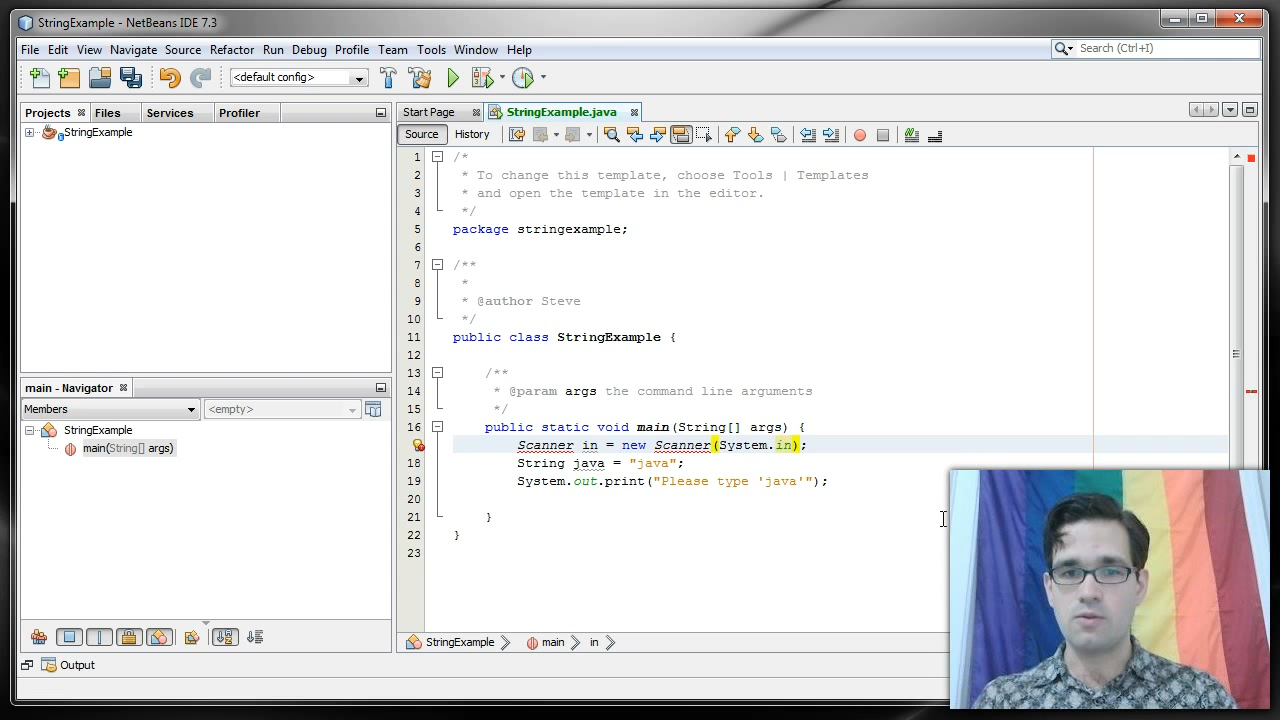 StringExample - NetBeans IDE 7.3
File Edit View Navigate Source Refactor Run Debug Profile Team Tools Window Help
Search (Ctrl+I)
<default config>
Projects Files Services Profiler
StringExample
main - Navigator
Members <empty>
StringExample
main(String[] args)
Output
Start Page StringExample.java
Source History
1 /*
2 * To change this template, choose Tools | Templates
3 * and open the template in the editor.
4 */
5 package stringexample;
6
7 /**
8 *
9 * @author Steve
10 */
11 public class StringExample {
12
13 /**
14 * @param args the command line arguments
15 */
16 public static void main(String[] args) {
Scanner in = new Scanner(System.in);
18 String java = "java";
19 System.out.print("Please type 'java'");
20
21 }
22 }
23
StringExample main in